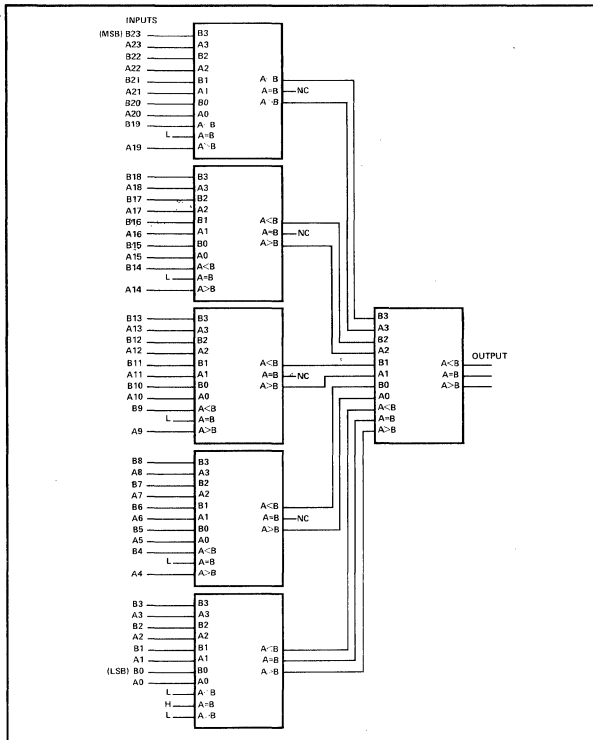 INPUTS
(MSB) B23 B3
A23 A3
B22 B2
A22 A2
B21 B1 A<B
A21 A1 A=B NC
B20 B0 A>B
A20 A0
B19 A<B
L A=B
A19 A>B
B18 B3
A18 A3
B17 B2
A17 A2
B16 B1 A<B
A16 A1 A=B NC
B15 B0 A>B
A15 A0
B14 A<B
L A=B
A14 A>B
B13 B3
A13 A3
B12 B2
A12 A2
B11 B1 A<B
A11 A1 A=B NC
B10 B0 A>B
A10 A0
B9 A<B
L A=B
A9 A>B
B8 B3
A8 A3
B7 B2
A7 A2
B6 B1 A<B
A6 A1 A=B NC
B5 B0 A>B
A5 A0
B4 A<B
L A=B
A4 A>B
B3 B3
A3 A3
B2 B2
A2 A2
B1 B1 A<B
A1 A1 A=B
(LSB) B0 B0 A>B
A0 A0
L A<B
H A=B
L A>B
B3
A3
B2
A2
B1 A<B OUTPUT
A1 A=B
B0 A>B
A0
A<B
A=B
A>B